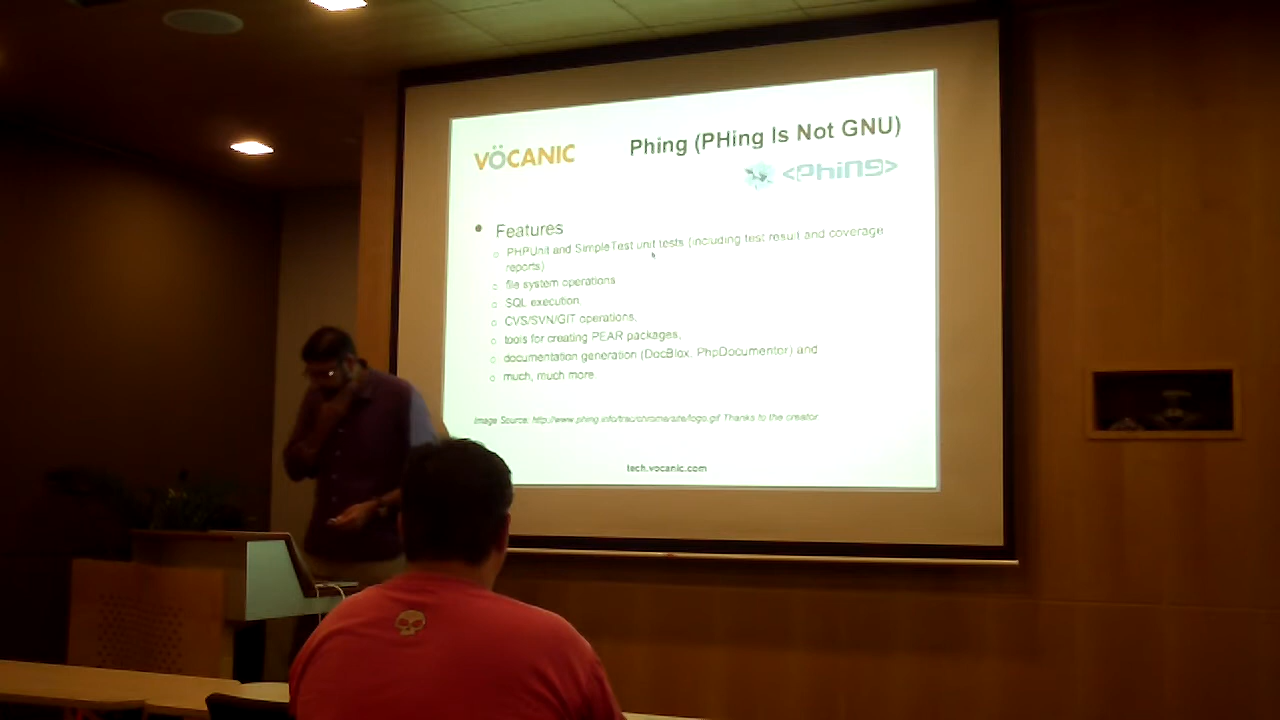 VÖCANIC
Phing (PHing Is Not GNU)
<Phing>
• Features
o PHPUnit and SimpleTest unit tests (including test result and coverage
reports)
o file system operations
o SQL execution,
o CVS/SVN/GIT operations,
o tools for creating PEAR packages,
o documentation generation (DocBlox, PhpDocumentor) and
o much, much more.
Image Source: http://www.phing.info/trac/chrome/site/logo.gif Thanks to the creator
tech.vocanic.com